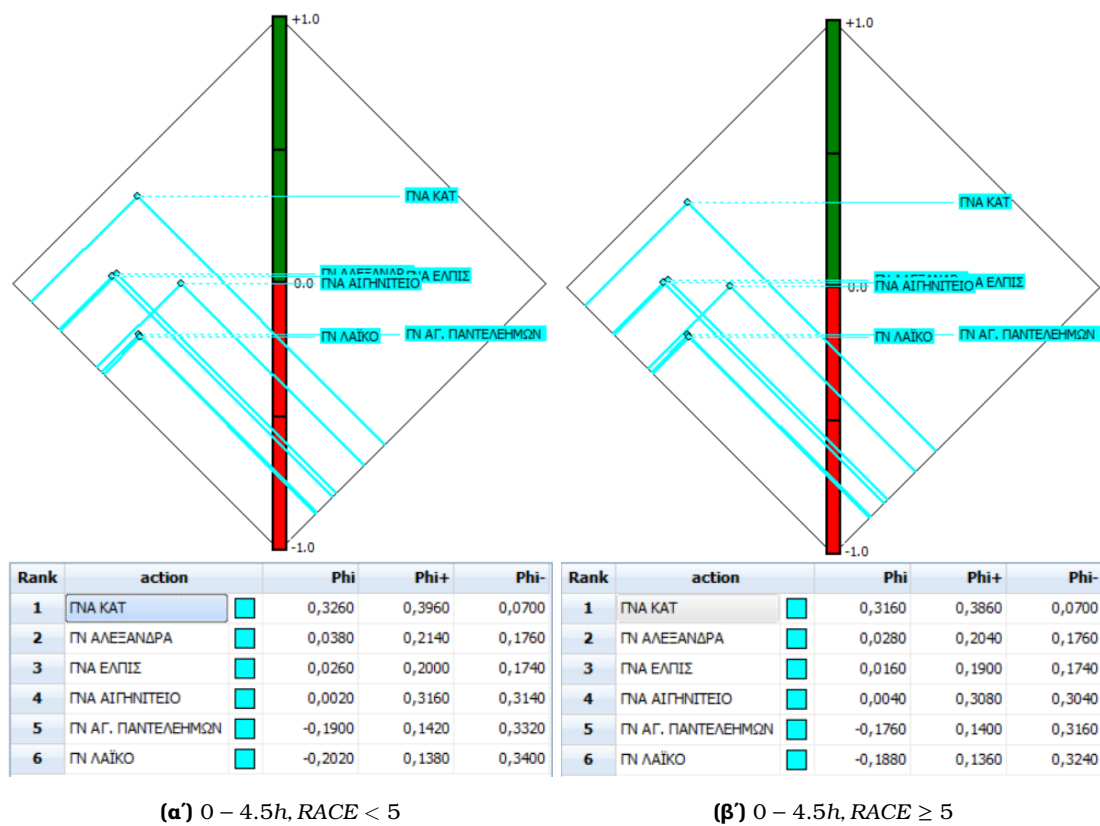 +1.0
ΓΝΑ ΚΑΤ
ΓΝ ΑΛΕΞΑΝΔΡ
ΝΑ ΕΛΠΙΣ
0.0
ΓΝΑ ΑΙΓΗΝΙΤΕΙΟ
ΓΝ ΛΑΪΚΟ
ΓΝ ΑΓ. ΠΑΝΤΕΛΕΗΜΩΝ
-1.0
Rank action Phi Phi+ Phi-
1 ΓΝΑ ΚΑΤ 0,3260 0,3960 0,0700
2 ΓΝ ΑΛΕΞΑΝΔΡΑ 0,0380 0,2140 0,1760
3 ΓΝΑ ΕΛΠΙΣ 0,0260 0,2000 0,1740
4 ΓΝΑ ΑΙΓΗΝΙΤΕΙΟ 0,0020 0,3160 0,3140
5 ΓΝ ΑΓ. ΠΑΝΤΕΛΕΗΜΩΝ -0,1900 0,1420 0,3320
6 ΓΝ ΛΑΪΚΟ -0,2020 0,1380 0,3400
(α΄) 0 – 4.5h, RACE < 5
+1.0
ΓΝΑ ΚΑΤ
Α ΕΛΠΙΣ
0.0
ΓΝΑ ΑΙΓΗΝΙΤΕΙΟ
ΓΝ ΛΑΪΚΟ
ΓΝ ΑΓ. ΠΑΝΤΕΛΕΗΜΩΝ
-1.0
Rank action Phi Phi+ Phi-
1 ΓΝΑ ΚΑΤ 0,3160 0,3860 0,0700
2 ΓΝ ΑΛΕΞΑΝΔΡΑ 0,0280 0,2040 0,1760
3 ΓΝΑ ΕΛΠΙΣ 0,0160 0,1900 0,1740
4 ΓΝΑ ΑΙΓΗΝΙΤΕΙΟ 0,0040 0,3080 0,3040
5 ΓΝ ΑΓ. ΠΑΝΤΕΛΕΗΜΩΝ -0,1760 0,1400 0,3160
6 ΓΝ ΛΑΪΚΟ -0,1880 0,1360 0,3240
(β΄) 0 – 4.5h, RACE ≥ 5